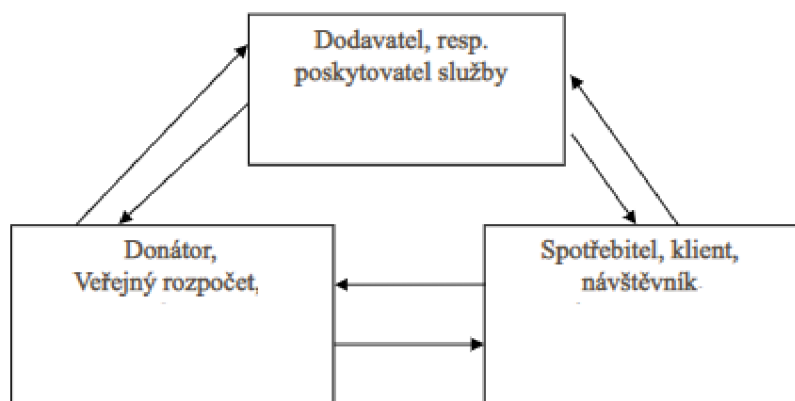 Dodavatel, resp.
poskytovatel služby
Donátor,
Veřejný rozpočet,
Spotřebitel, klient,
návštěvník